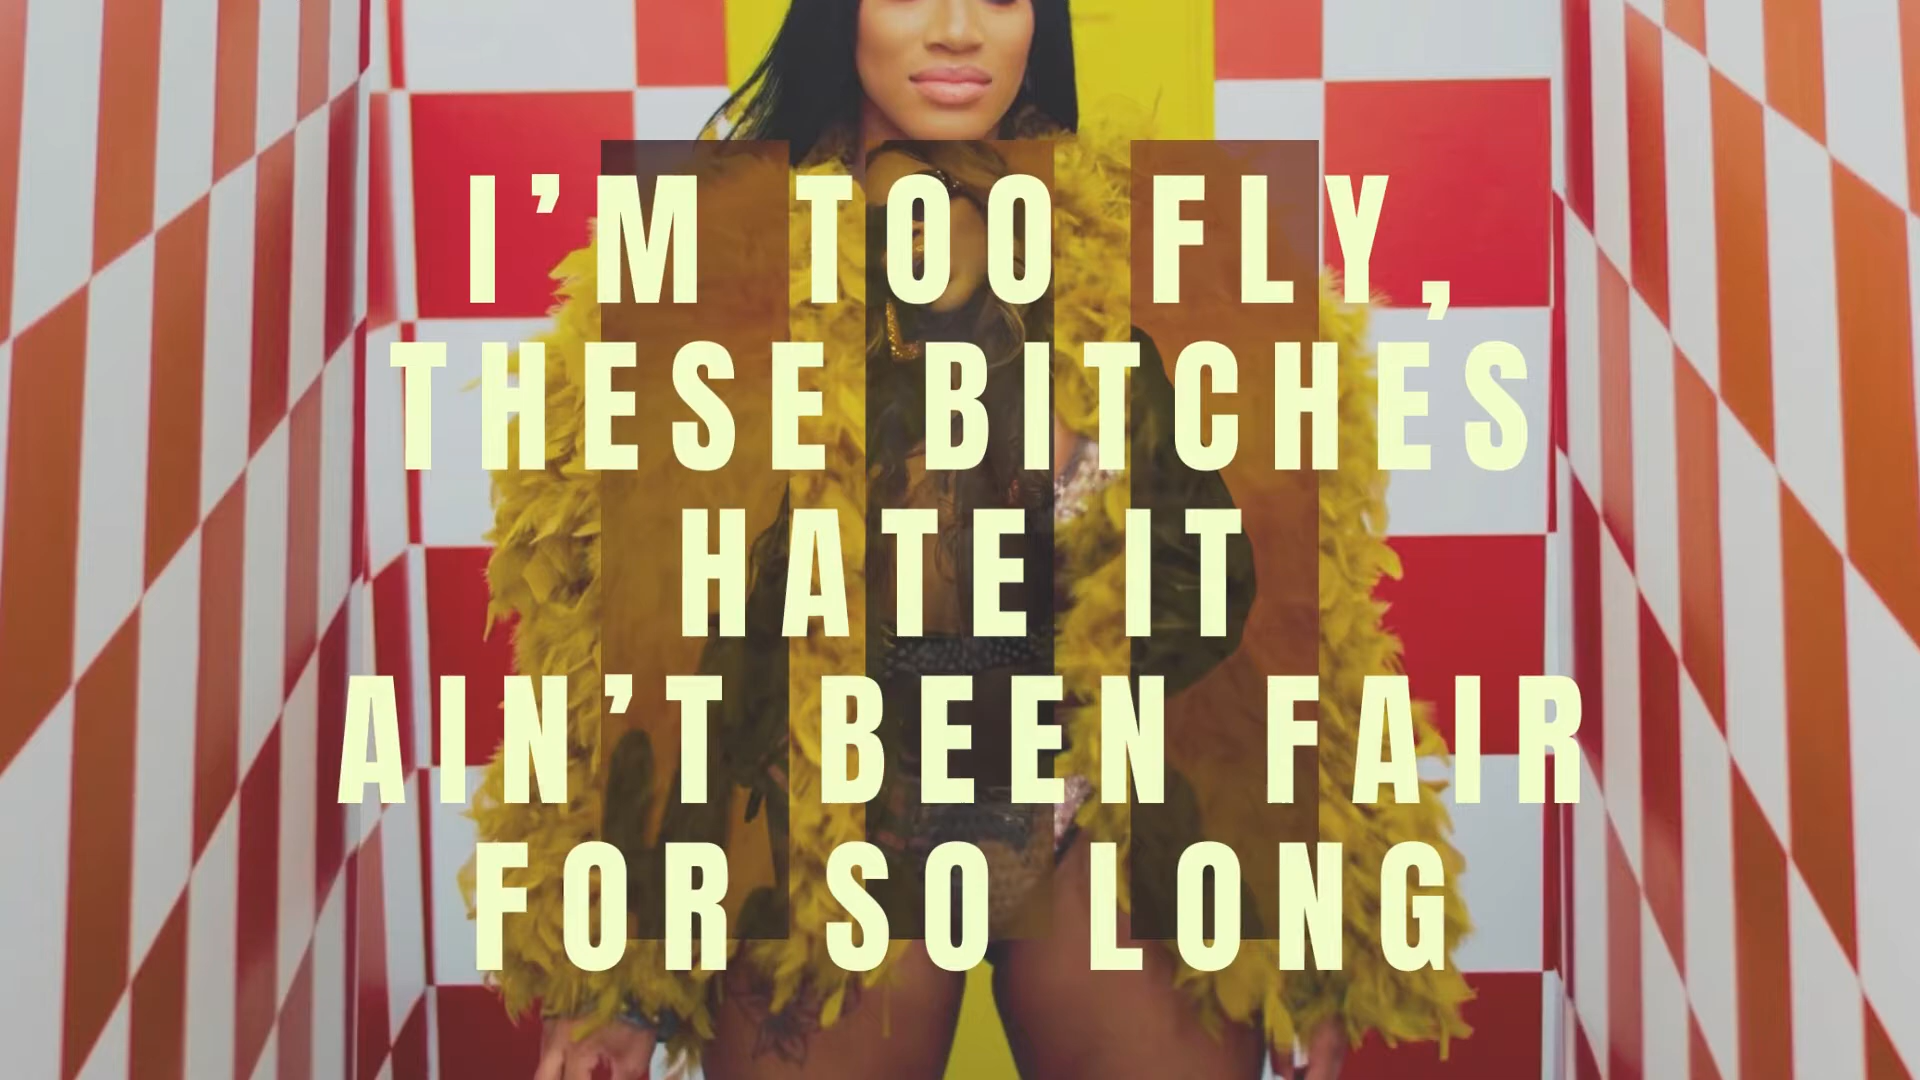 I’M TOO FLY,
THESE BITCHES
HATE IT
AIN’T BEEN FAIR
FOR SO LONG